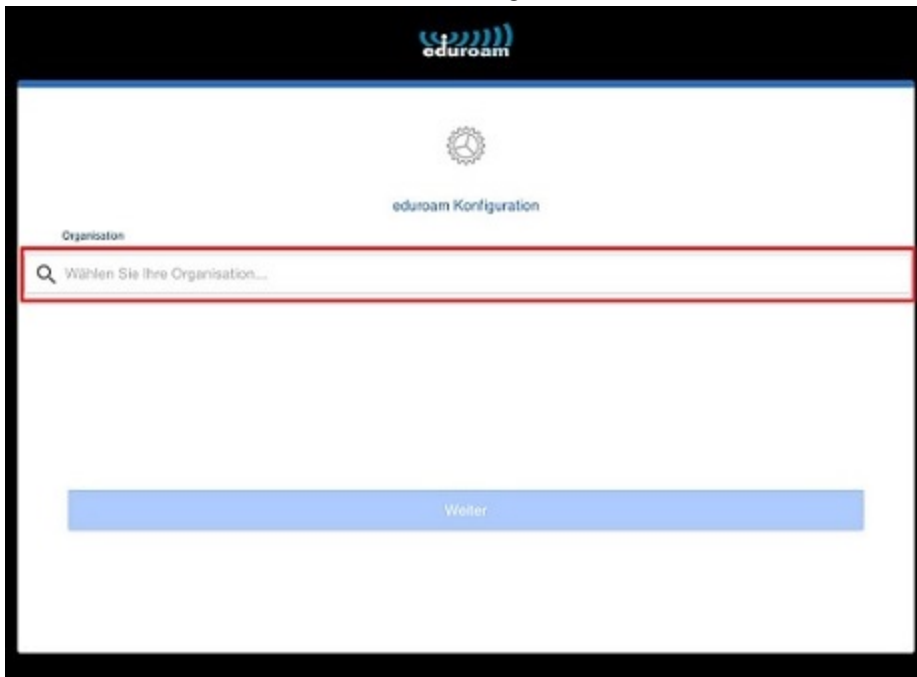 eduroam
eduroam Konfiguration
Organisation
Wählen Sie Ihre Organisation...
Weiter